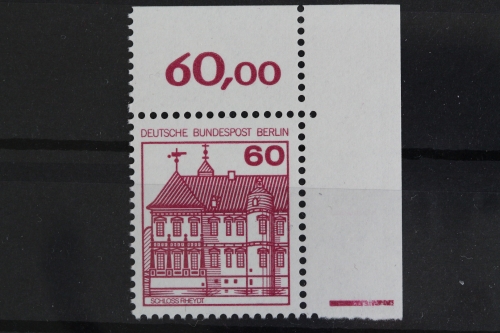 60,00
DEUTSCHE BUNDESPOST BERLIN
60
SCHLOSS RHEYDT